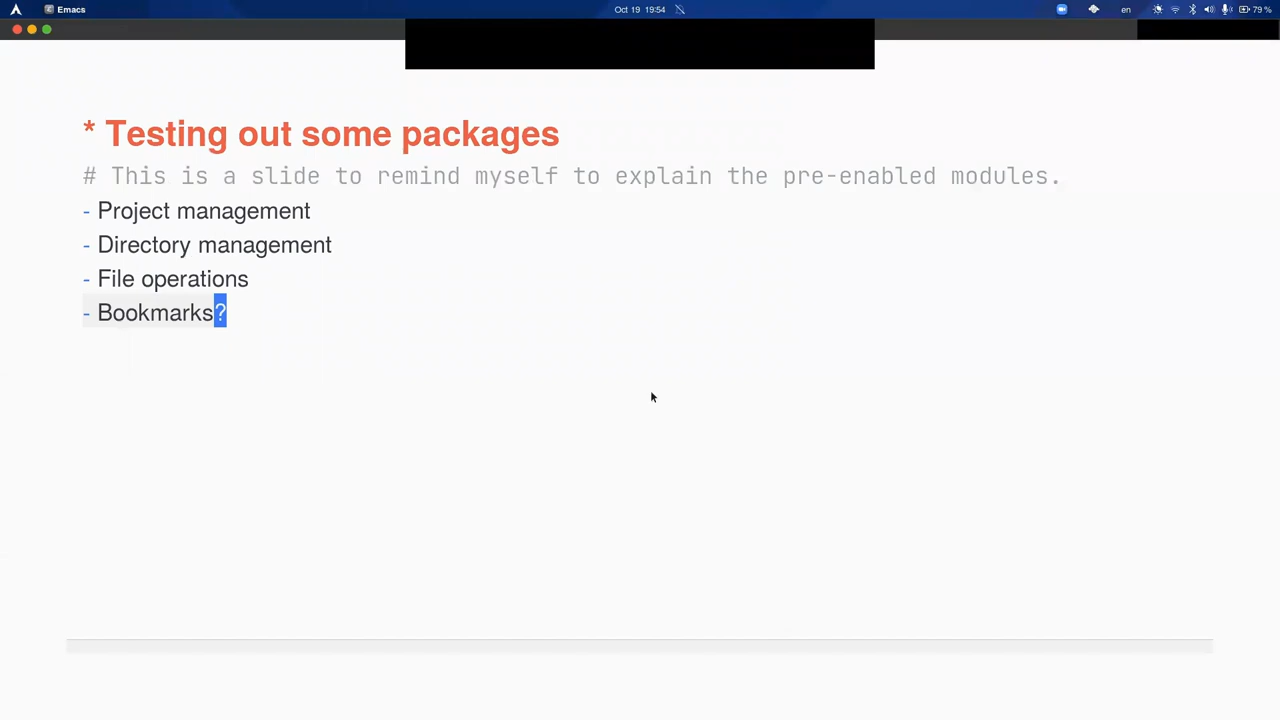 Emacs
Oct 19 19:54
en
79 %
* Testing out some packages
# This is a slide to remind myself to explain the pre-enabled modules.
- Project management
- Directory management
- File operations
- Bookmarks?